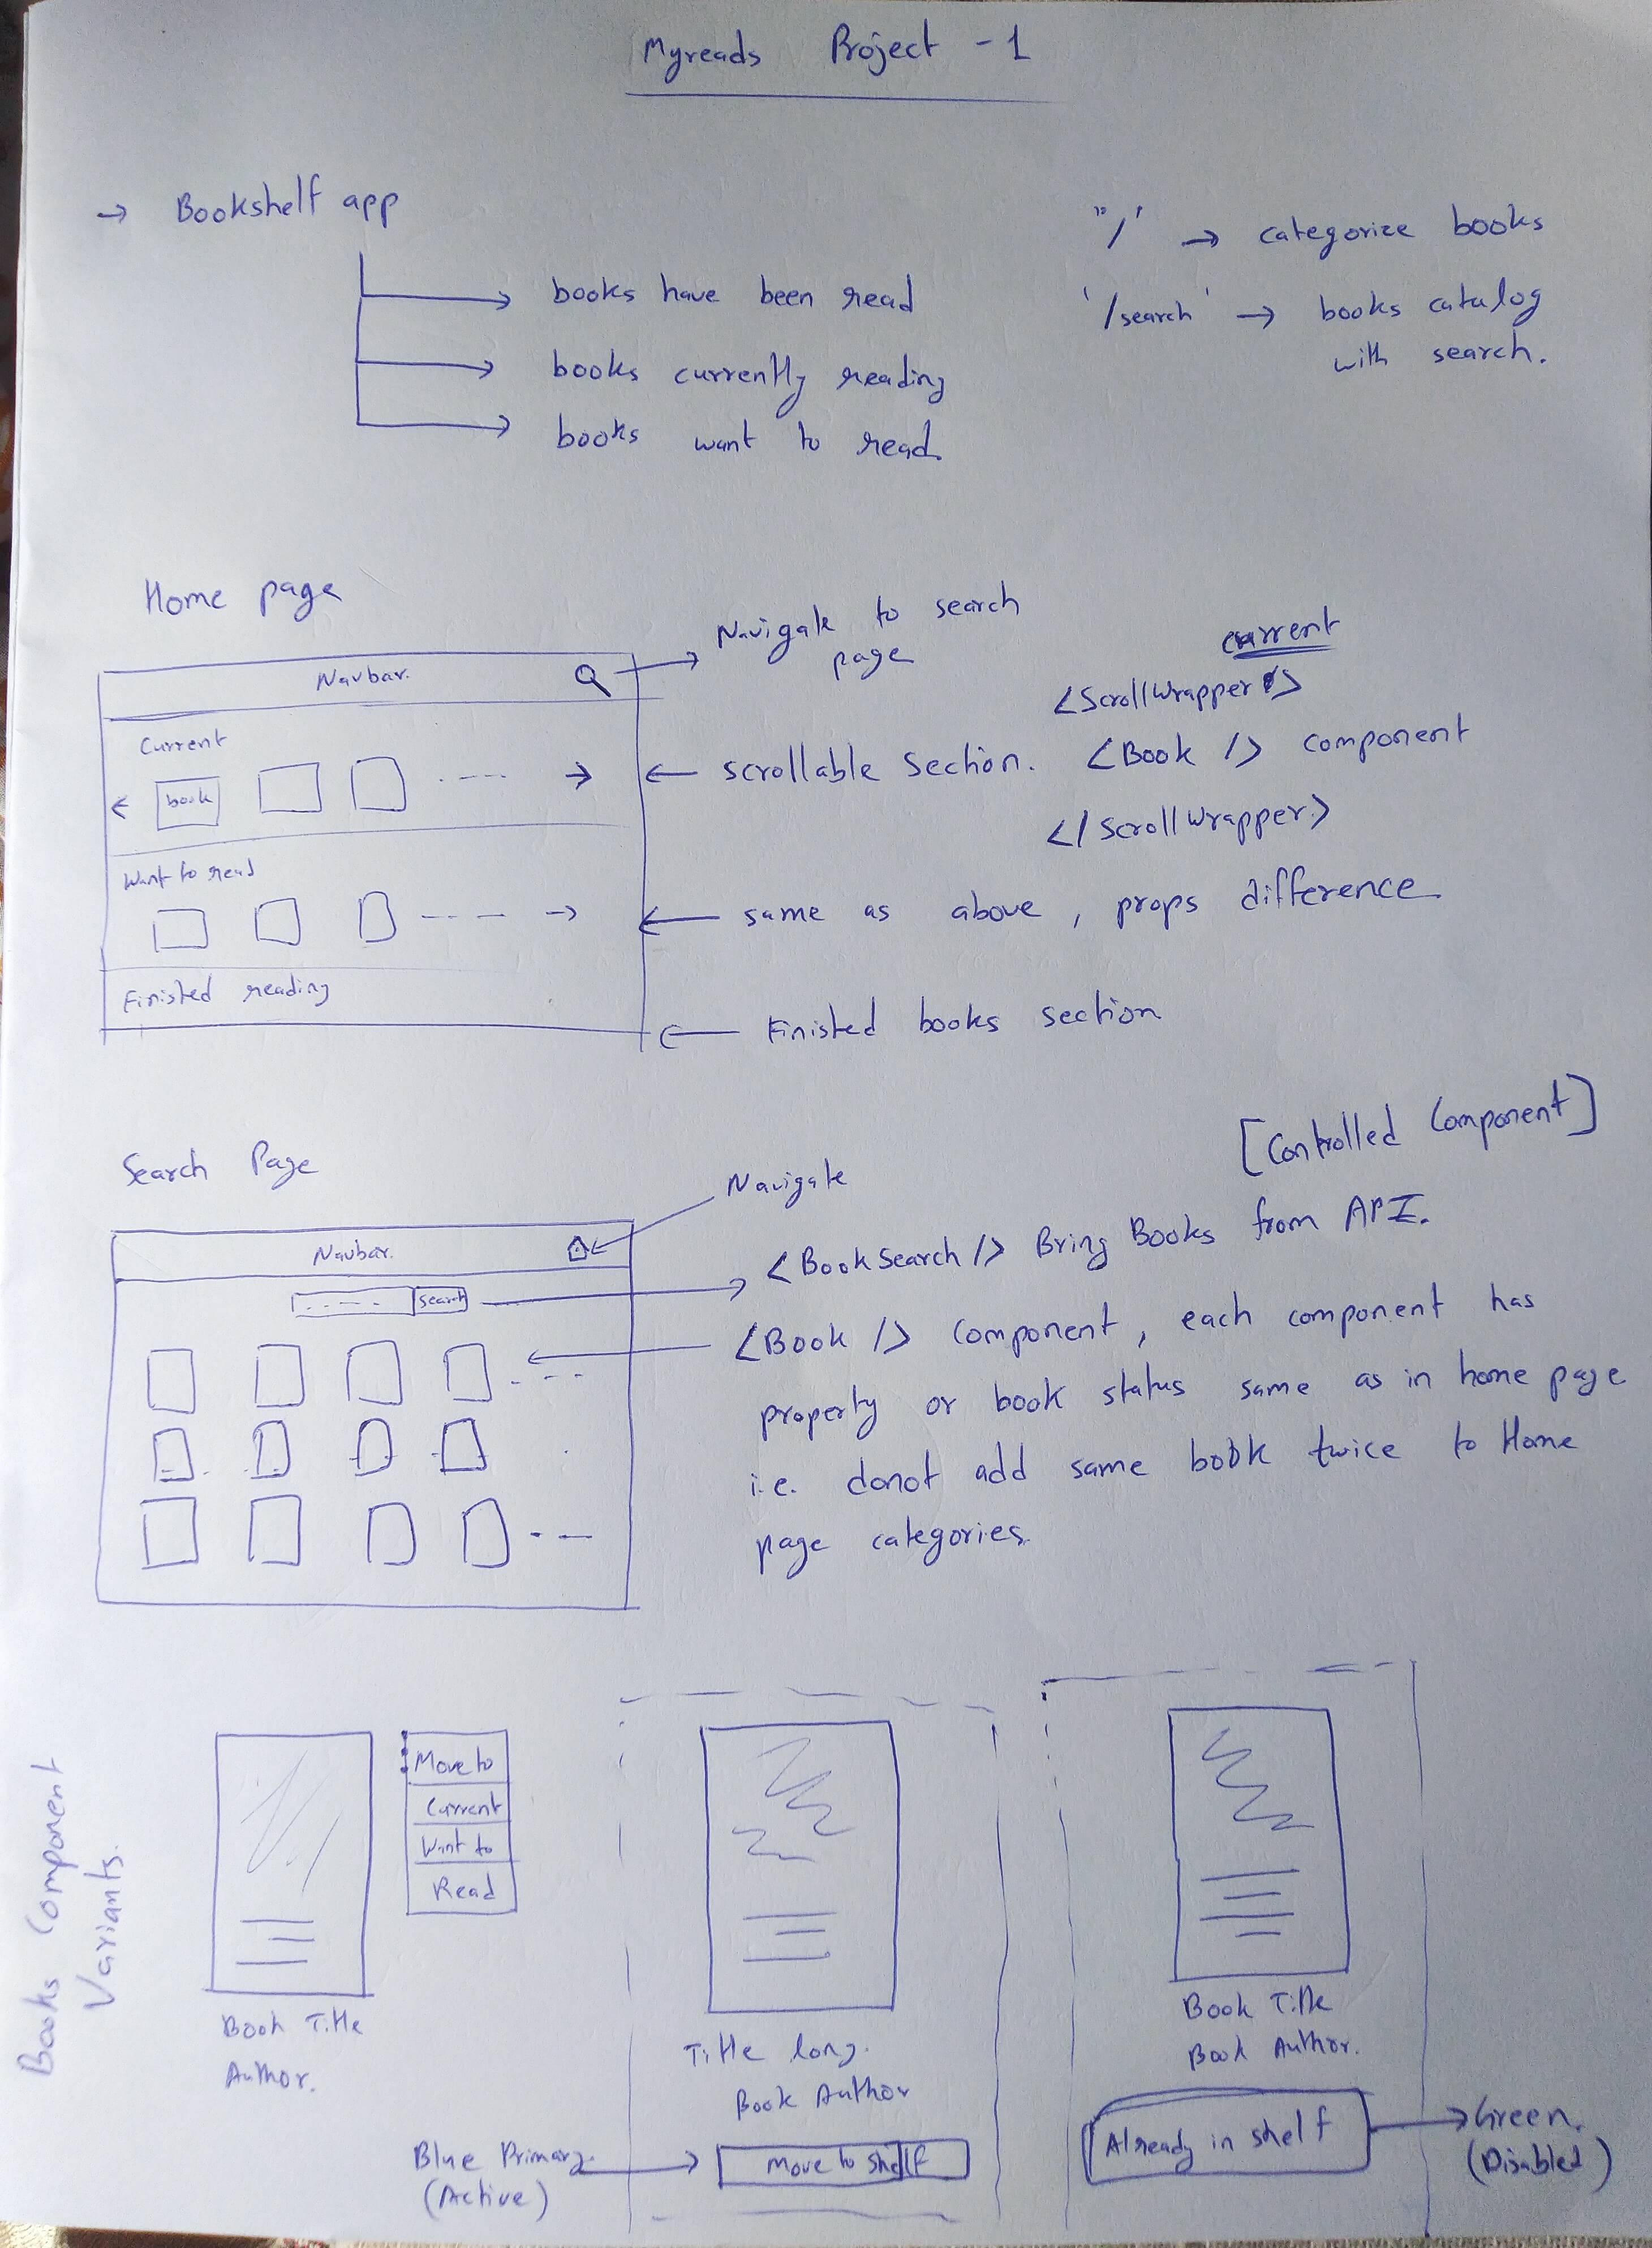 Myreads Project - 1
→ Bookshelf app
books have been read
books currently reading
books want to read.
"/' → categorize books
'/search' → books catalog
with search.
Home page
Navbar.
Navigate to search
page
Current
book
Want to read
Finished reading
current
<ScrollWrapper>
← scrollable section. <Book /> component
</ScrollWrapper>
← same as above, props difference
← Finished books section
Search Page
Navbar.
Navigate
search
[Controlled Component]
<BookSearch /> Bring Books from API.
<Book /> component, each component has
property or book status same as in home page
i.e. donot add same book twice to Home
page categories.
Books Component
Variants.
Move to
Current
Want to
Read
Book Title
Author.
Title long.
Book Author
Blue Primary
(Active)
Move to shelf
Book Title
Book Author.
Already in shelf
→ Green.
(Disabled)